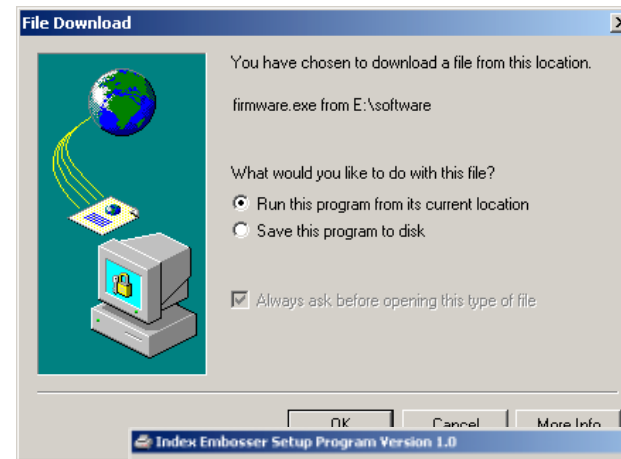 File Download
You have chosen to download a file from this location.
firmware.exe from E:\software
What would you like to do with this file?
Run this program from its current location
Save this program to disk
Always ask before opening this type of file
OK Cancel More Info
Index Embosser Setup Program Version 1.0